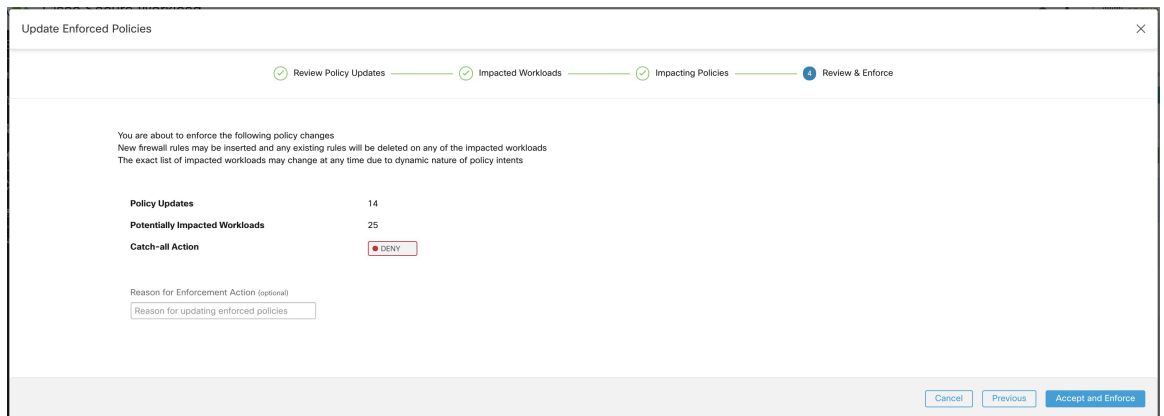 Update Enforced Policies
Review Policy Updates
Impacted Workloads
Impacting Policies
4 Review & Enforce
You are about to enforce the following policy changes
New firewall rules may be inserted and any existing rules will be deleted on any of the impacted workloads
The exact list of impacted workloads may change at any time due to dynamic nature of policy intents
Policy Updates 14
Potentially Impacted Workloads 25
Catch-all Action DENY
Reason for Enforcement Action (optional)
Reason for updating enforced policies
Cancel Previous Accept and Enforce